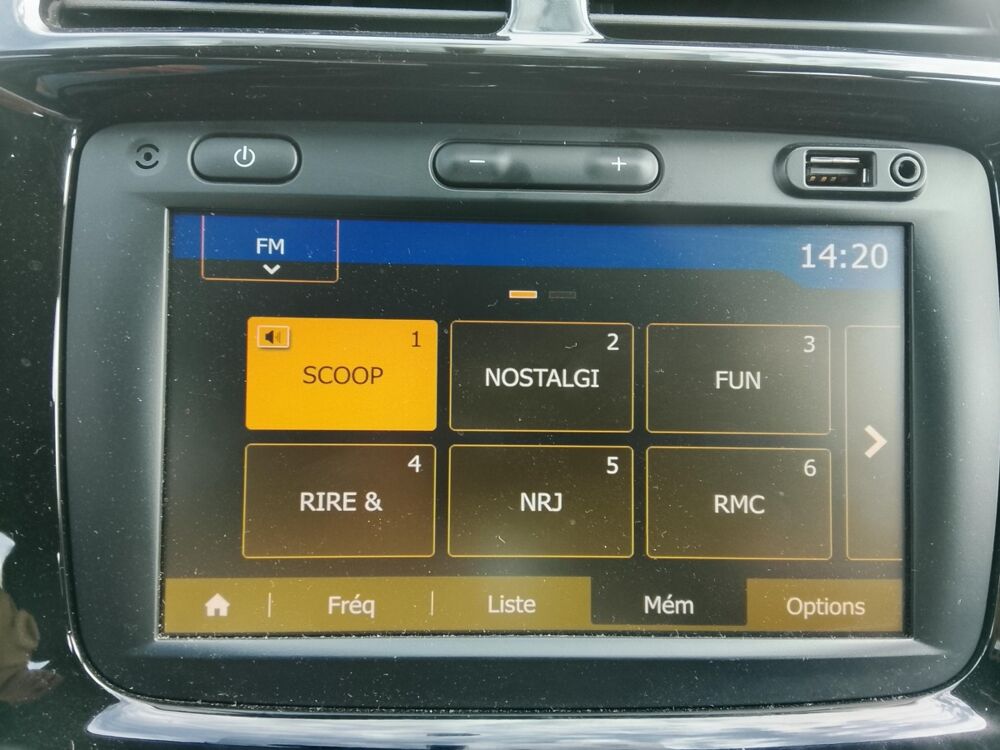 FM
14:20
1
SCOOP
2
NOSTALGI
3
FUN
4
RIRE &
5
NRJ
6
RMC
Fréq
Liste
Mém
Options